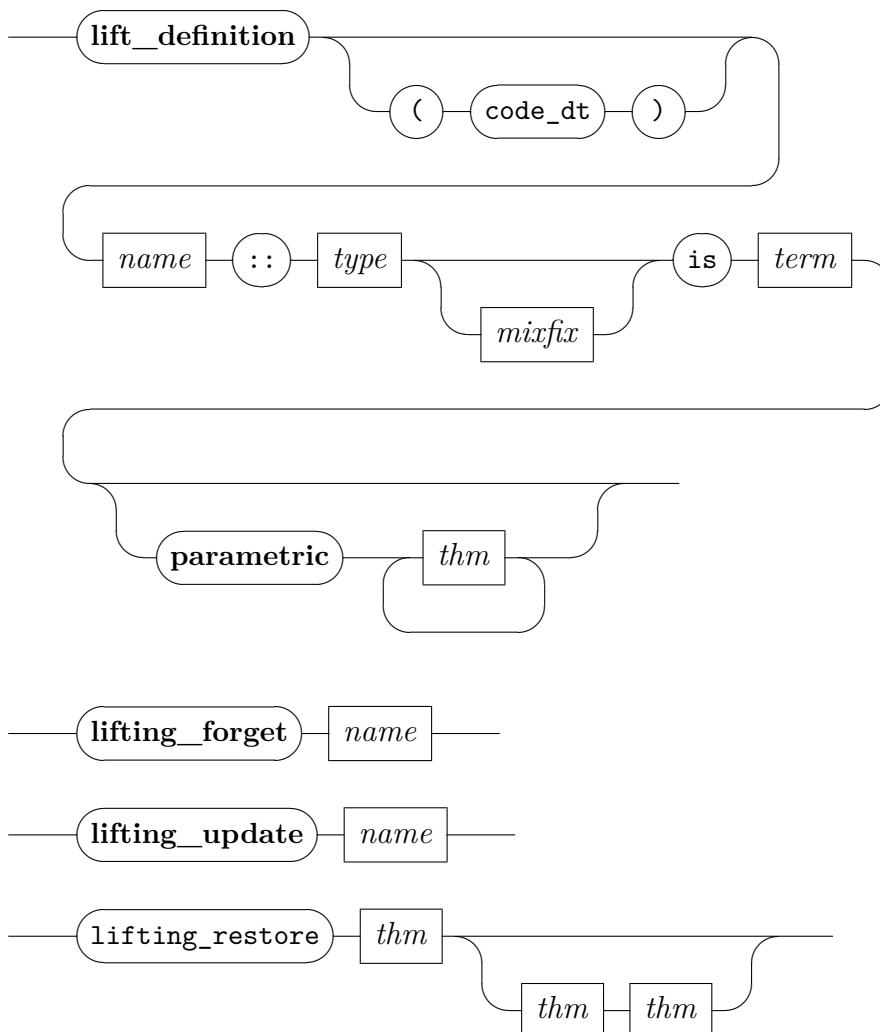 lift_definition
( code_dt )
name :: type is term
mixfix
parametric thm
lifting_forget name
lifting_update name
lifting_restore thm
thm thm